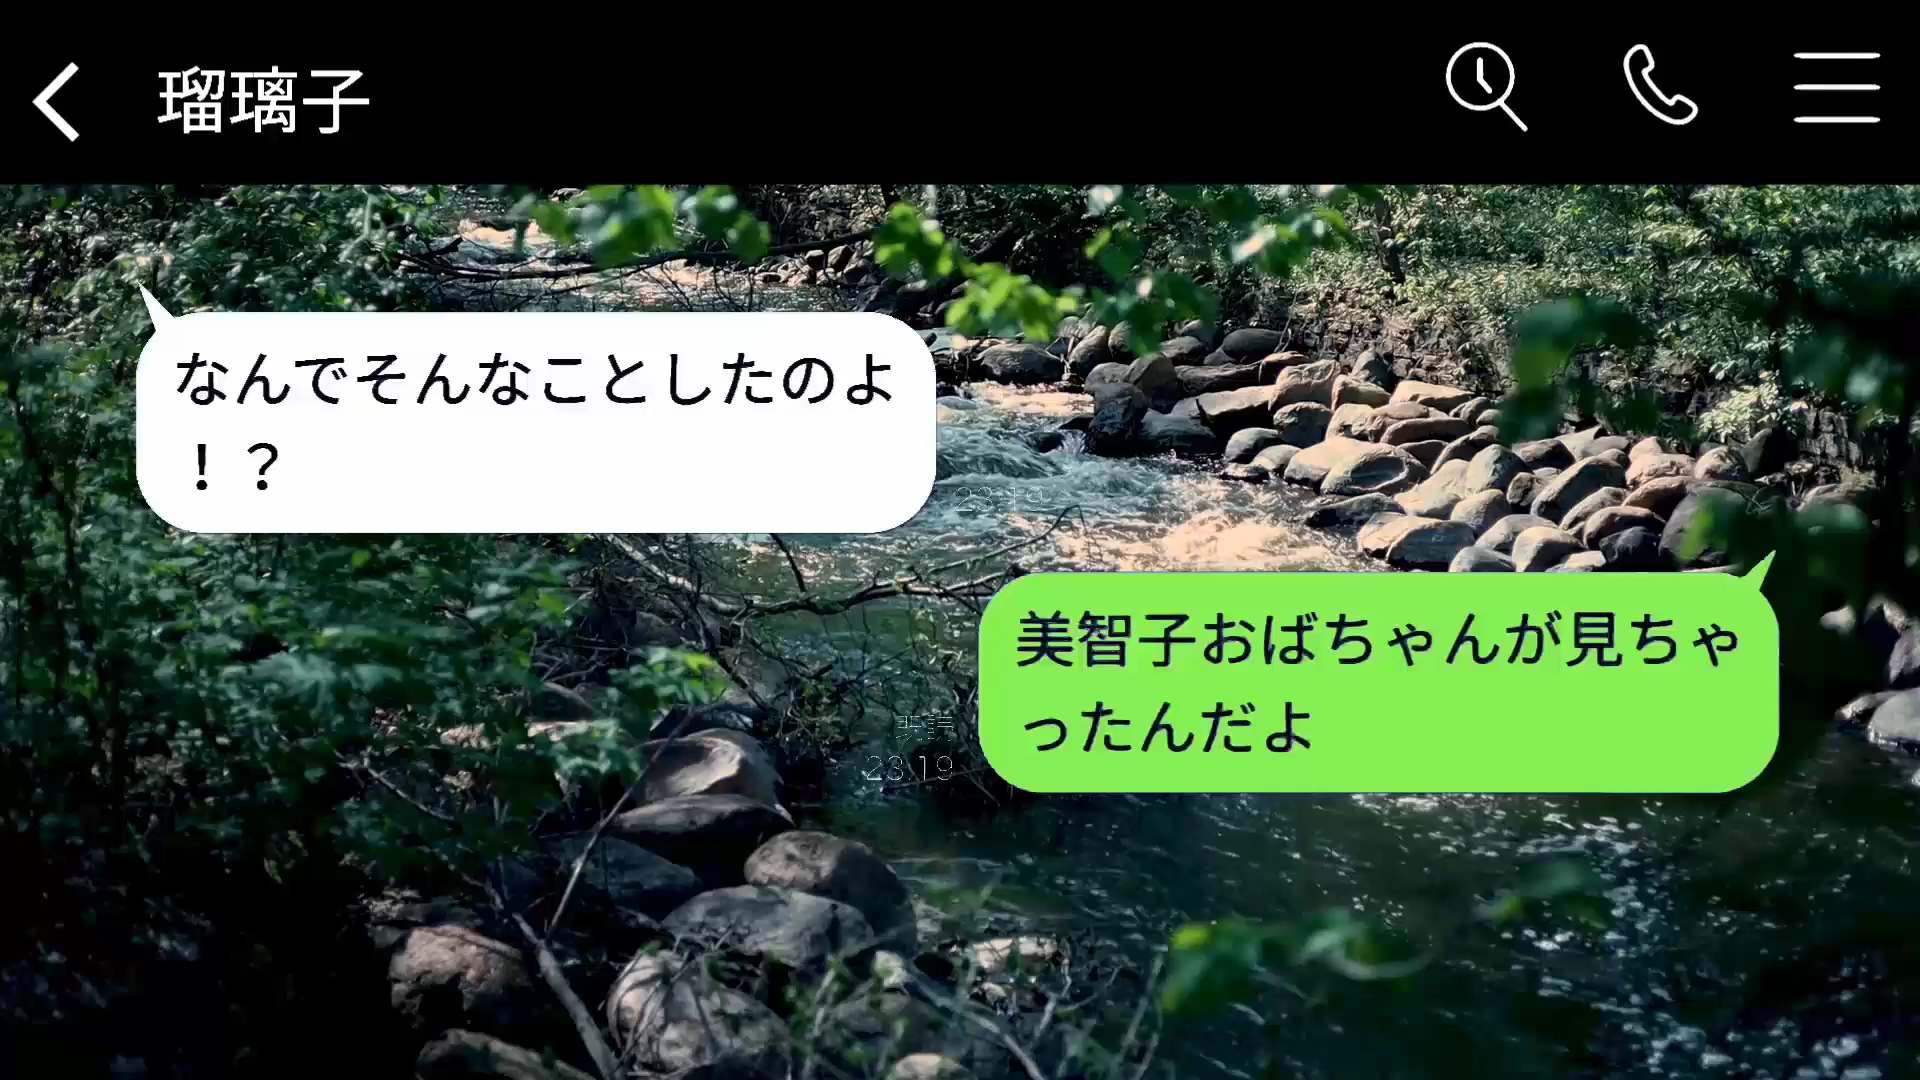 瑠璃子
なんでそんなことしたのよ
！？
23:19
美智子おばちゃんが見ちゃ
ったんだよ
既読
23:19